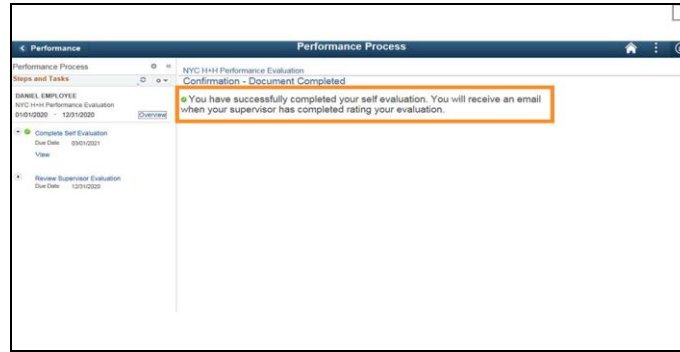 Performance
Performance Process
Performance Process
Steps and Tasks
DANIEL EMPLOYEE
NYC H+H Performance Evaluation
01/01/2020 - 12/31/2020 Overview
Complete Self Evaluation
Due Date 03/01/2021
View
Review Supervisor Evaluation
Due Date 12/31/2020
NYC H+H Performance Evaluation
Confirmation - Document Completed
You have successfully completed your self evaluation. You will receive an email
when your supervisor has completed rating your evaluation.